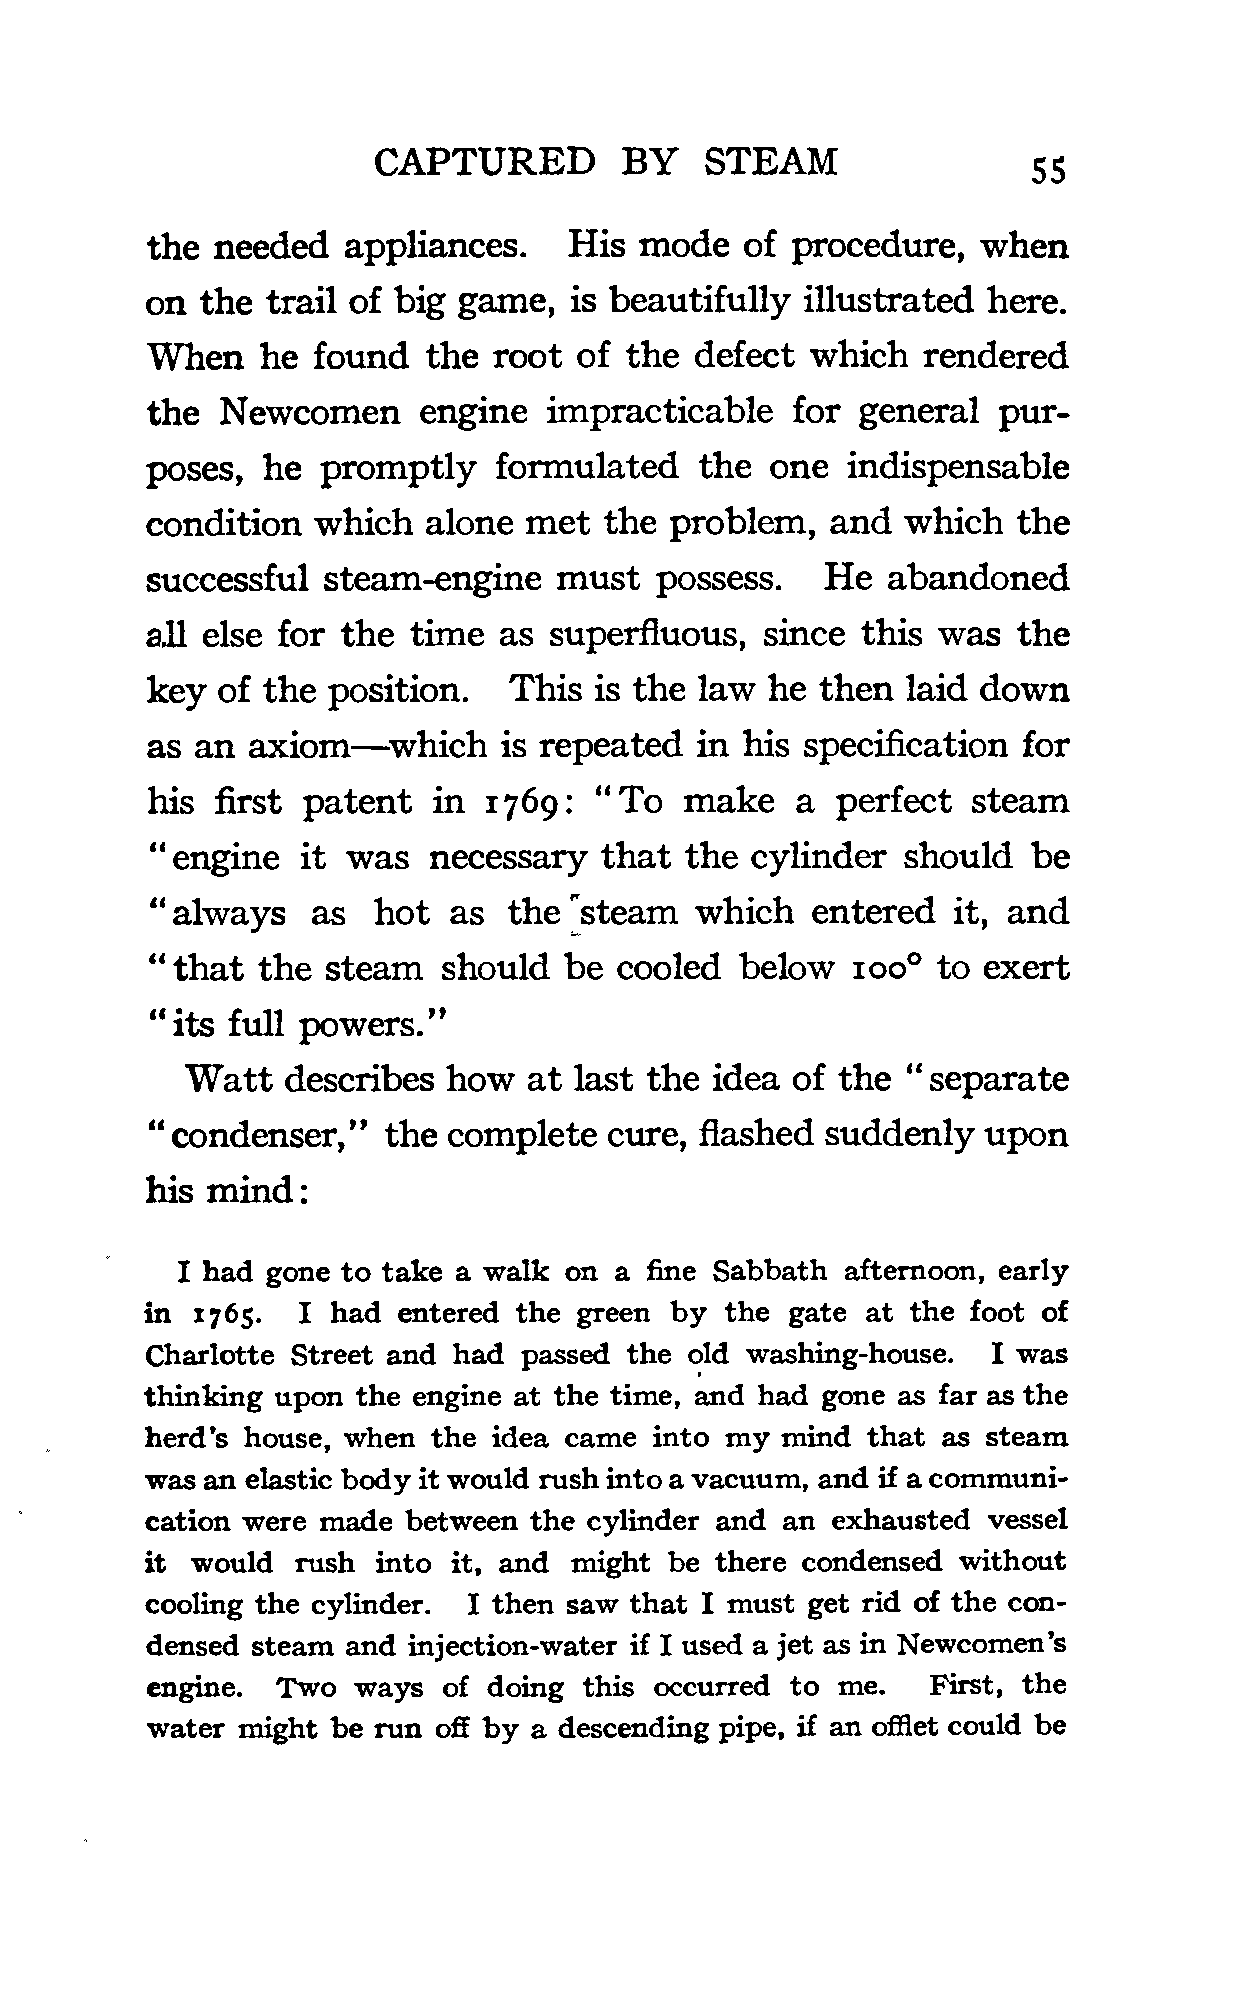 CAPTURED BY STEAM 55
the needed appliances. His mode of procedure, when
on the trail of big game, is beautifully illustrated here.
When he found the root of the defect which rendered
the Newcomen engine impracticable for general pur-
poses, he promptly formulated the one indispensable
condition which alone met the problem, and which the
successful steam-engine must possess. He abandoned
all else for the time as superfluous, since this was the
key of the position. This is the law he then laid down
as an axiom—which is repeated in his specification for
his first patent in 1769: "To make a perfect steam
"engine it was necessary that the cylinder should be
"always as hot as the steam which entered it, and
"that the steam should be cooled below 100° to exert
"its full powers."
Watt describes how at last the idea of the "separate
"condenser," the complete cure, flashed suddenly upon
his mind:
I had gone to take a walk on a fine Sabbath afternoon, early
in 1765. I had entered the green by the gate at the foot of
Charlotte Street and had passed the old washing-house. I was
thinking upon the engine at the time, and had gone as far as the
herd's house, when the idea came into my mind that as steam
was an elastic body it would rush into a vacuum, and if a communi-
cation were made between the cylinder and an exhausted vessel
it would rush into it, and might be there condensed without
cooling the cylinder. I then saw that I must get rid of the con-
densed steam and injection-water if I used a jet as in Newcomen's
engine. Two ways of doing this occurred to me. First, the
water might be run off by a descending pipe, if an offlet could be